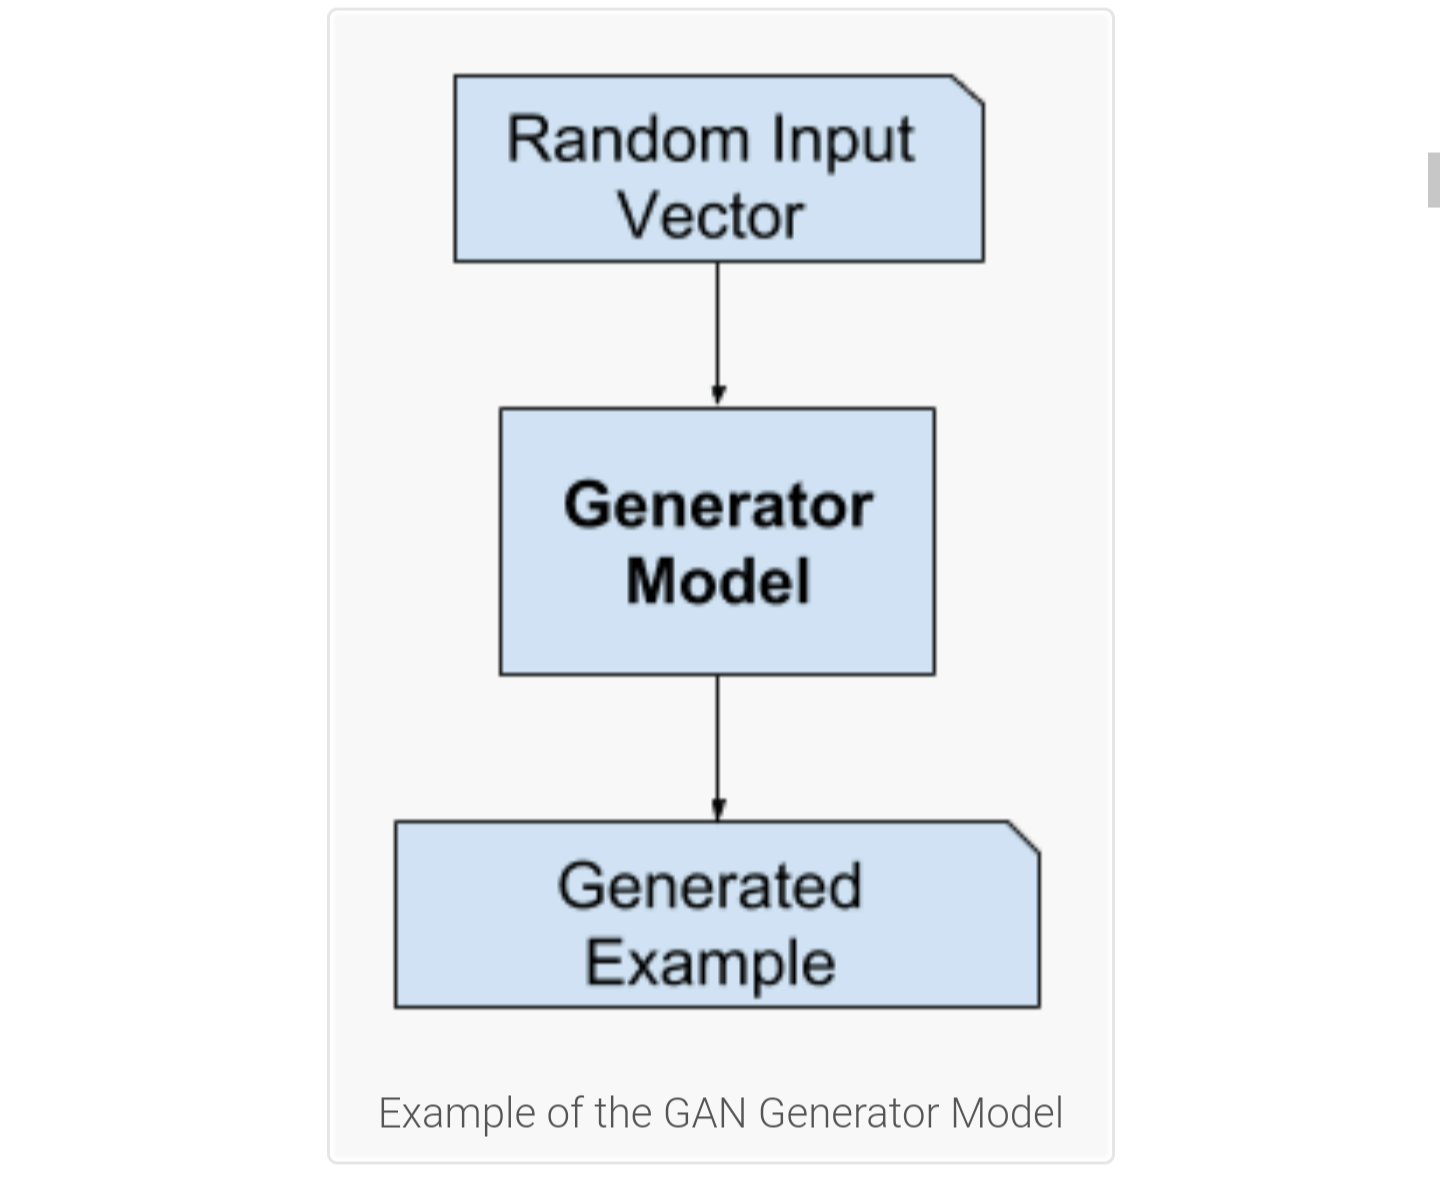 Random Input
Vector
Generator
Model
Generated
Example
Example of the GAN Generator Model